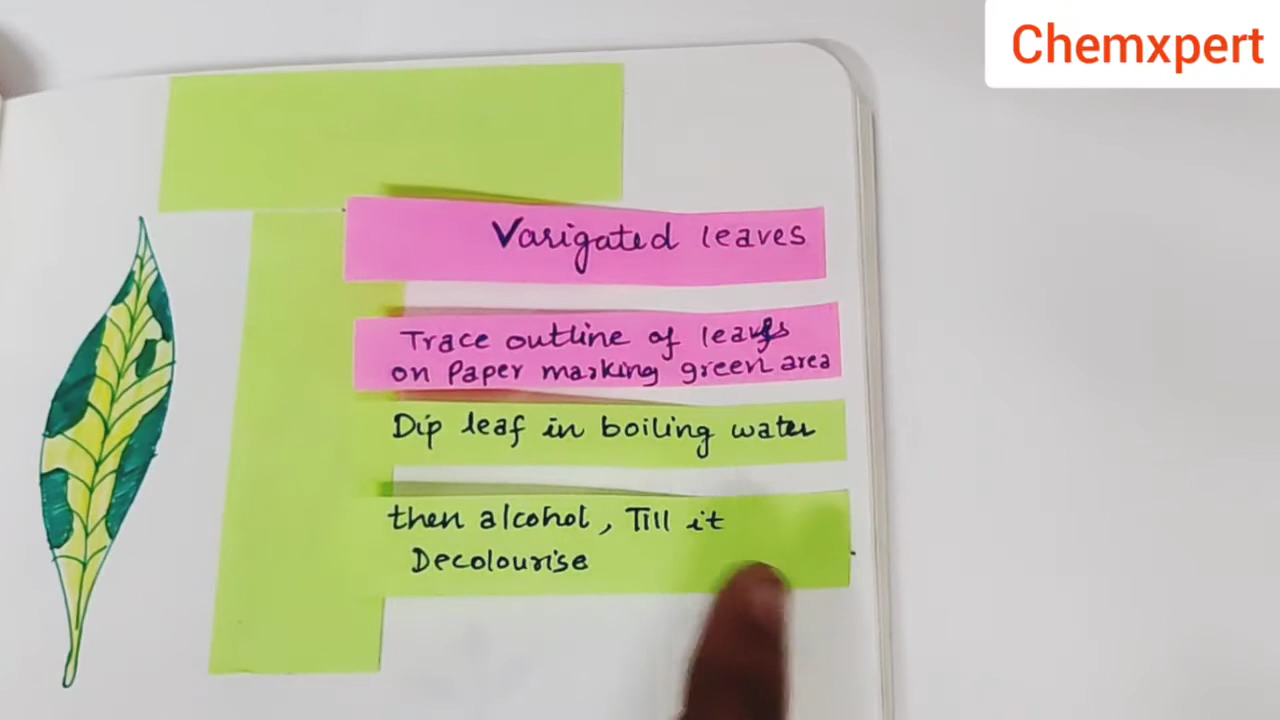 Chemxpert
Varigated leaves
Trace outline of leaves
on Paper marking green area
Dip leaf in boiling water
then alcohol, Till it
Decolourise